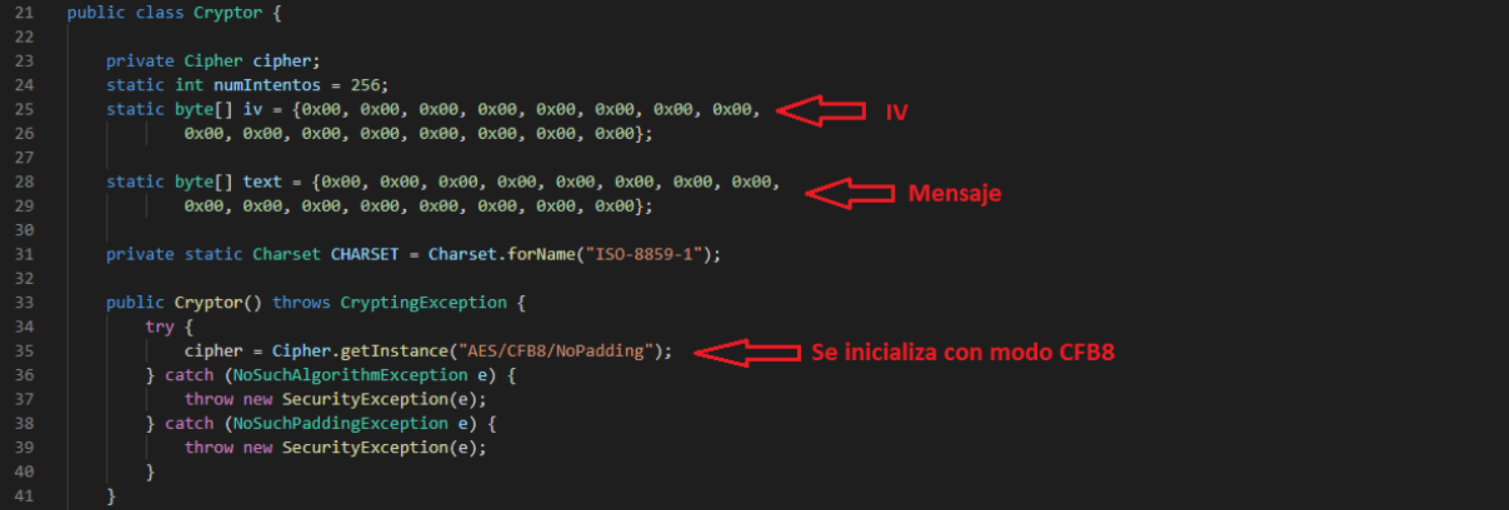 21 public class Cryptor {
22
23 private Cipher cipher;
24 static int numIntentos = 256;
25 static byte[] iv = {0x00, 0x00, 0x00, 0x00, 0x00, 0x00, 0x00, 0x00, IV
26 0x00, 0x00, 0x00, 0x00, 0x00, 0x00, 0x00, 0x00};
27
28 static byte[] text = {0x00, 0x00, 0x00, 0x00, 0x00, 0x00, 0x00, 0x00, Mensaje
29 0x00, 0x00, 0x00, 0x00, 0x00, 0x00, 0x00, 0x00};
30
31 private static Charset CHARSET = Charset.forName("ISO-8859-1");
32
33 public Cryptor() throws CryptingException {
34 try {
35 cipher = Cipher.getInstance("AES/CFB8/NoPadding"); Se inicializa con modo CFB8
36 } catch (NoSuchAlgorithmException e) {
37 throw new SecurityException(e);
38 } catch (NoSuchPaddingException e) {
39 throw new SecurityException(e);
40 }
41 }